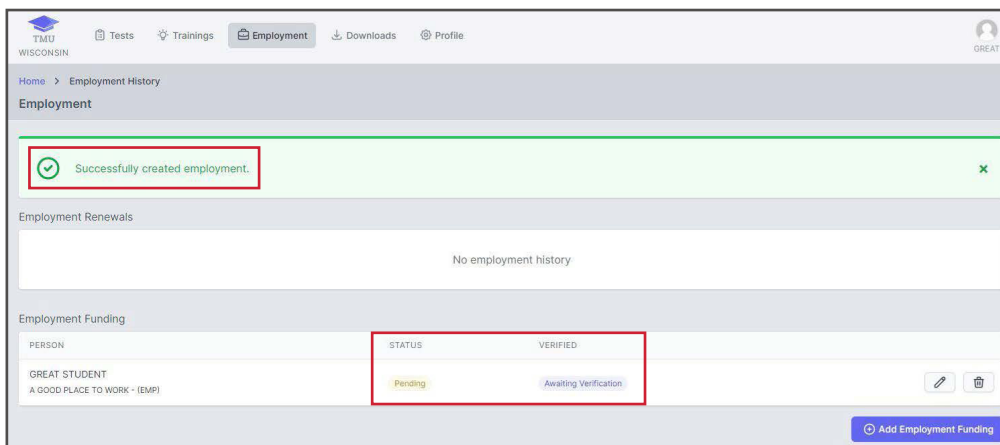 TMU
WISCONSIN
Tests
Trainings
Employment
Downloads
Profile
GREAT
Home > Employment History
Employment
Successfully created employment.
Employment Renewals
No employment history
Employment Funding
PERSON STATUS VERIFIED
GREAT STUDENT
A GOOD PLACE TO WORK - (EMP)
Pending
Awaiting Verification
Add Employment Funding